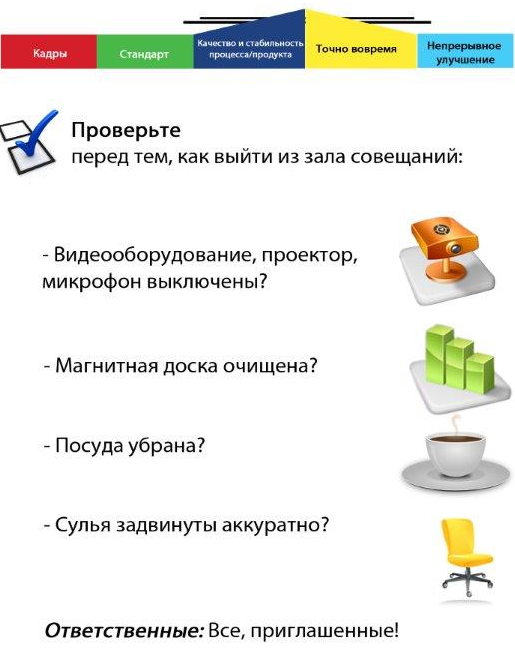 Кадры
Стандарт
Качество и стабильность
процесса/продукта
Точно вовремя
Непрерывное
улучшение
Проверьте
перед тем, как выйти из зала совещаний:
- Видеооборудование, проектор,
микрофон выключены?
- Магнитная доска очищена?
- Посуда убрана?
- Сулья задвинуты аккуратно?
Ответственные: Все, приглашенные!